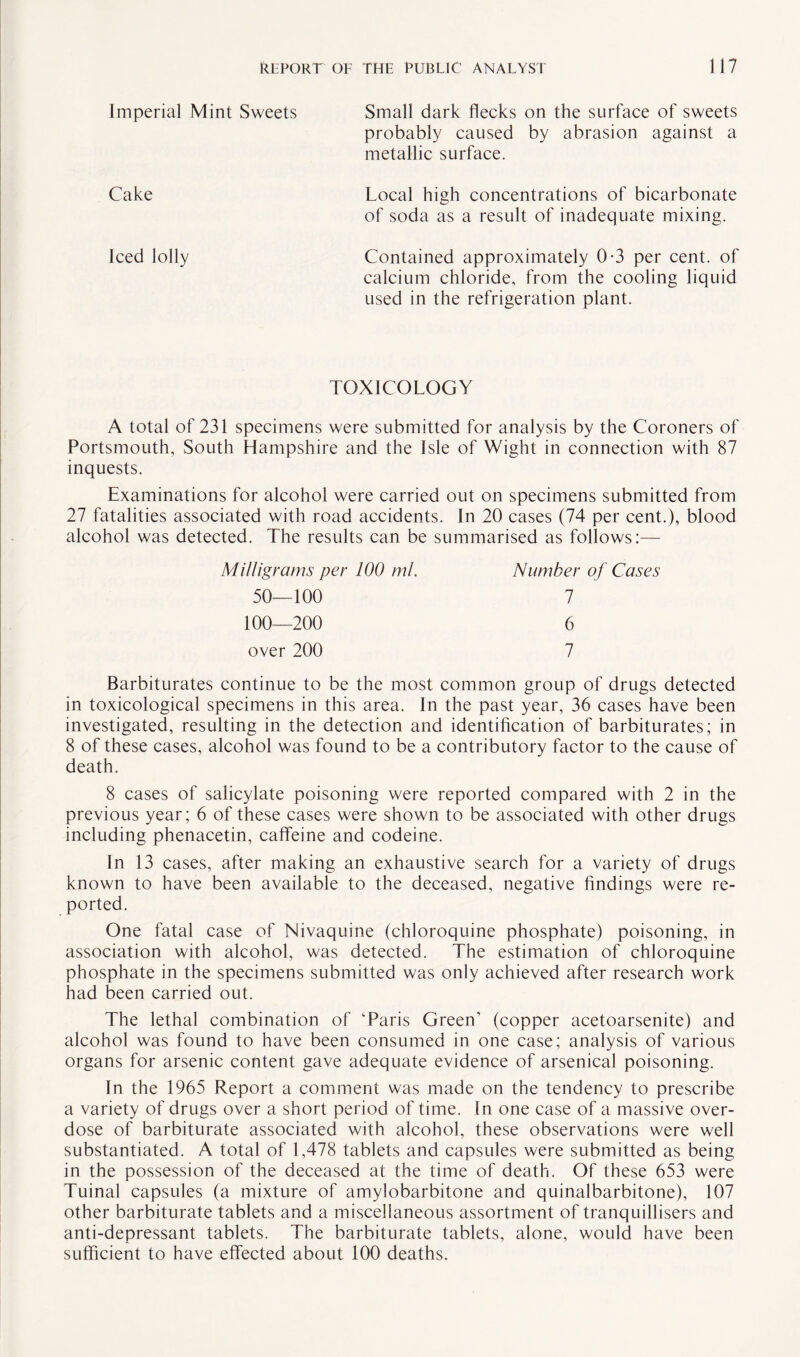 REPORT OF THE PUBLIC ANALYST 117
Imperial Mint Sweets Small dark flecks on the surface of sweets
probably caused by abrasion against a
metallic surface.
Cake Local high concentrations of bicarbonate
of soda as a result of inadequate mixing.
Iced lolly Contained approximately 0·3 per cent. of
calcium chloride, from the cooling liquid
used in the refrigeration plant.
TOXICOLOGY
A total of 231 specimens were submitted for analysis by the Coroners of
Portsmouth, South Hampshire and the Isle of Wight in connection with 87
inquests.
Examinations for alcohol were carried out on specimens submitted from
27 fatalities associated with road accidents. In 20 cases (74 per cent.), blood
alcohol was detected. The results can be summarised as follows:—
Milligrams per 100 ml. Number of Cases
50—100 7
100—200 6
over 200 7
Barbiturates continue to be the most common group of drugs detected
in toxicological specimens in this area. In the past year, 36 cases have been
investigated, resulting in the detection and identification of barbiturates; in
8 of these cases, alcohol was found to be a contributory factor to the cause of
death.
8 cases of salicylate poisoning were reported compared with 2 in the
previous year; 6 of these cases were shown to be associated with other drugs
including phenacetin, caffeine and codeine.
In 13 cases, after making an exhaustive search for a variety of drugs
known to have been available to the deceased, negative findings were re-
ported.
One fatal case of Nivaquine (chloroquine phosphate) poisoning, in
association with alcohol, was detected. The estimation of chloroquine
phosphate in the specimens submitted was only achieved after research work
had been carried out.
The lethal combination of ‘Paris Green’ (copper acetoarsenite) and
alcohol was found to have been consumed in one case; analysis of various
organs for arsenic content gave adequate evidence of arsenical poisoning.
In the 1965 Report a comment was made on the tendency to prescribe
a variety of drugs over a short period of time. In one case of a massive over-
dose of barbiturate associated with alcohol, these observations were well
substantiated. A total of 1,478 tablets and capsules were submitted as being
in the possession of the deceased at the time of death. Of these 653 were
Tuinal capsules (a mixture of amylobarbitone and quinalbarbitone), 107
other barbiturate tablets and a miscellaneous assortment of tranquillisers and
anti-depressant tablets. The barbiturate tablets, alone, would have been
sufficient to have effected about 100 deaths.